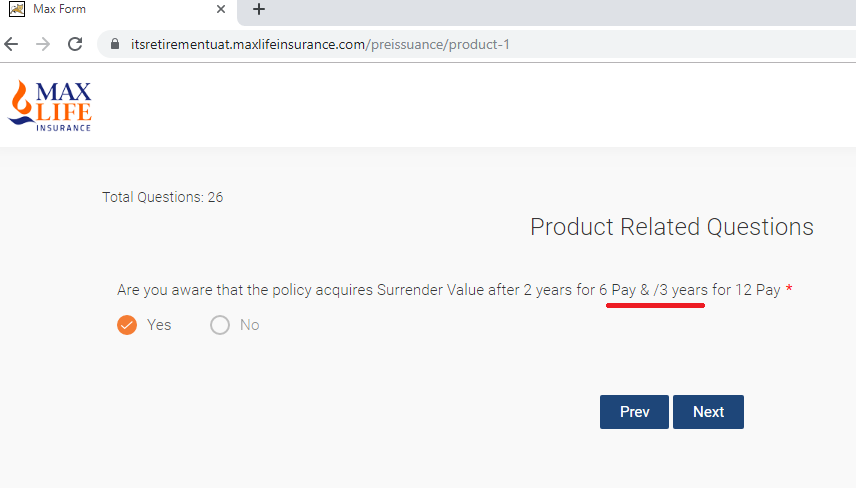 Max Form
itsretirementuat.maxlifeinsurance.com/preissuance/product-1
MAX
LIFE
INSURANCE
Total Questions: 26
Product Related Questions
Are you aware that the policy acquires Surrender Value after 2 years for 6 Pay & /3 years for 12 Pay *
Yes No
Prev Next